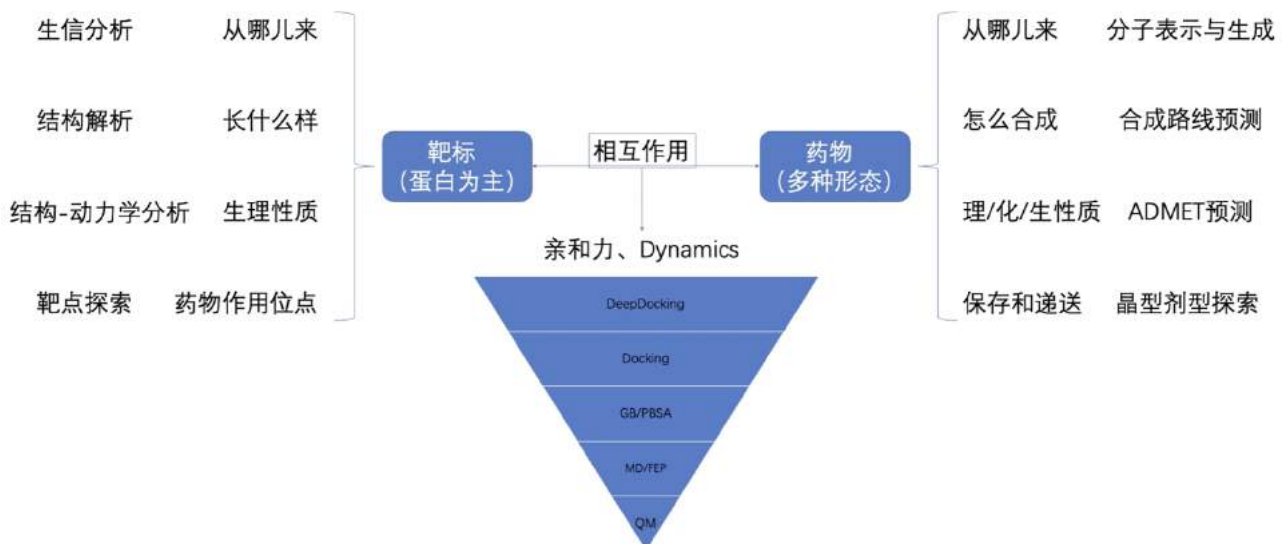 生信分析 从哪儿来
结构解析 长什么样
结构-动力学分析 生理性质
靶点探索 药物作用位点
靶标
（蛋白为主）
相互作用
药物
（多种形态）
从哪儿来 分子表示与生成
怎么合成 合成路线预测
理/化/生性质 ADMET预测
保存和递送 晶型剂型探索
亲和力、Dynamics
DeepDocking
Docking
GB/PBSA
MD/FEP
QM